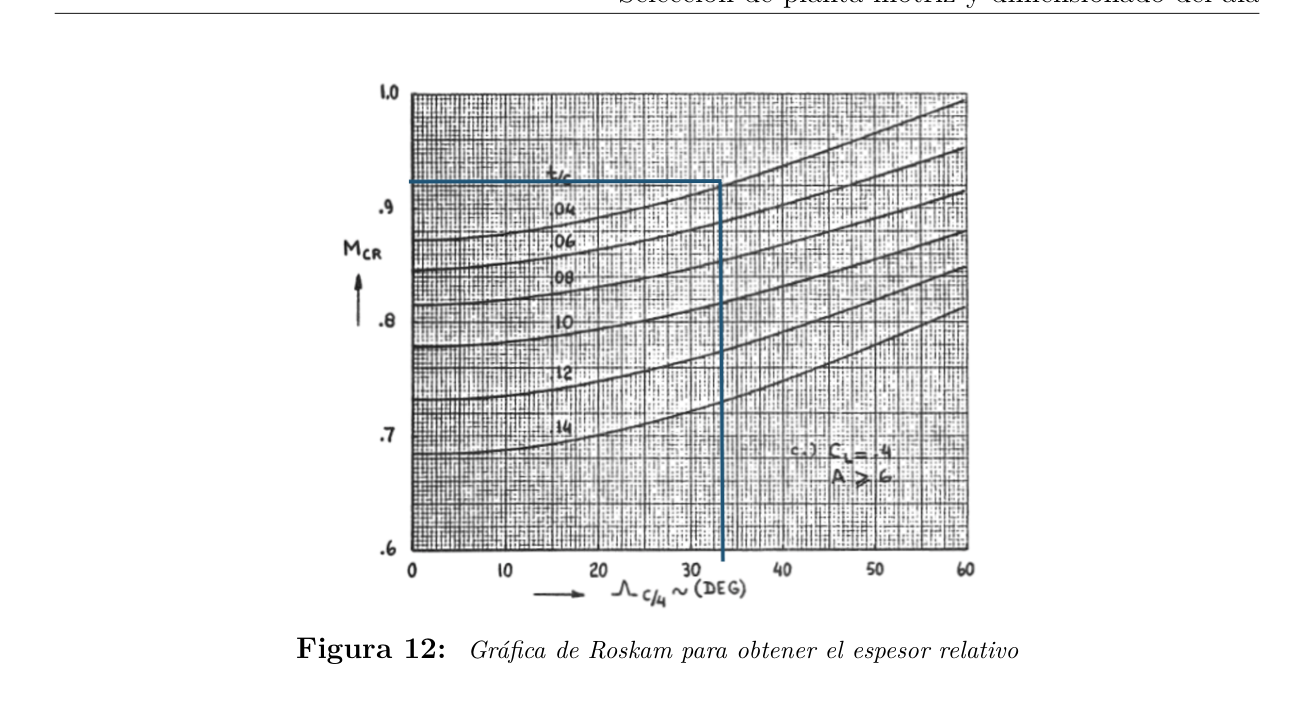 Selección de planta motriz y dimensionado del ala
1.0
t/c
.9
.04
.06
M_CR
.08
.8
.10
.12
.7
.14
c.) C_L = .4
A ⩾ 6
.6
0 10 20 30 40 50 60
Λ_C/4 ~ (DEG)
Figura 12: Gráfica de Roskam para obtener el espesor relativo